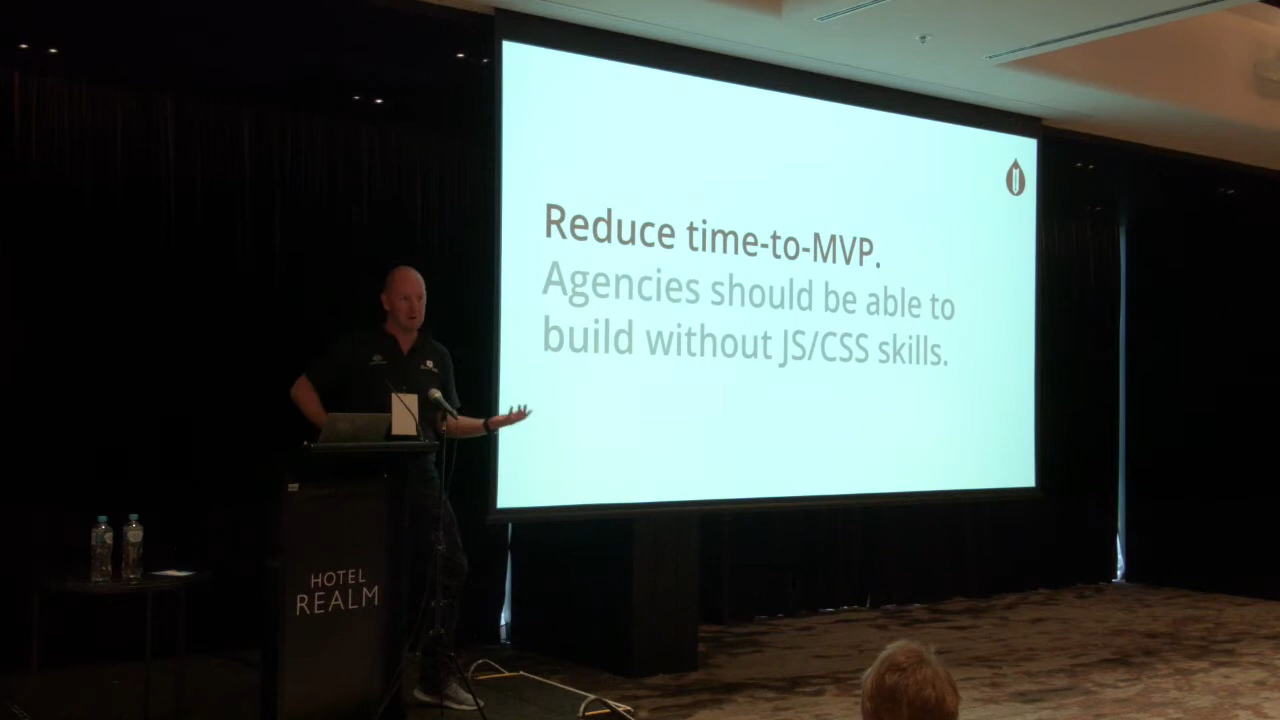 Reduce time-to-MVP.
Agencies should be able to
build without JS/CSS skills.
HOTEL
REALM